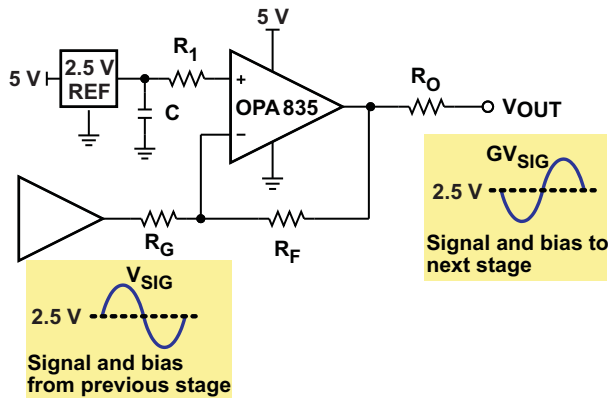 5 V
R1
2.5 V
REF
5 V
C
+
OPA835
−
RO
VOUT
GVSIG
2.5 V
Signal and bias to
next stage
RG
RF
VSIG
2.5 V
Signal and bias
from previous stage